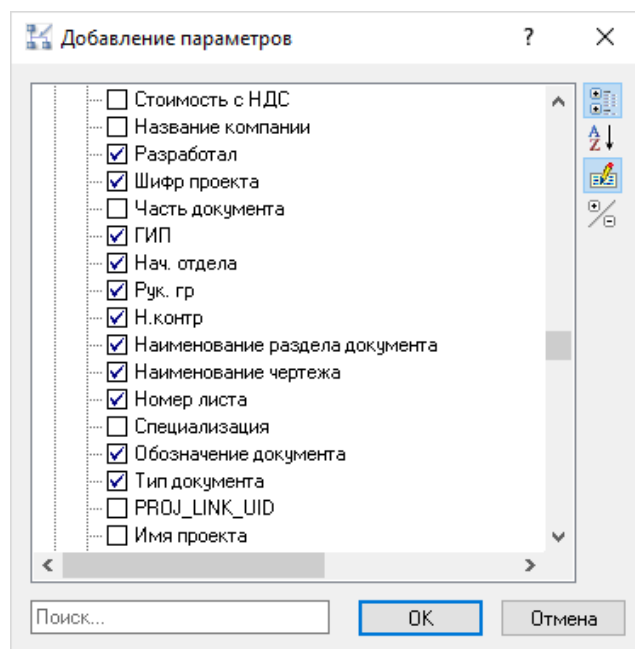 Добавление параметров
Стоимость с НДС
Название компании
Разработал
Шифр проекта
Часть документа
ГИП
Нач. отдела
Рук. гр
Н.контр
Наименование раздела документа
Наименование чертежа
Номер листа
Специализация
Обозначение документа
Тип документа
PROJ_LINK_UID
Имя проекта
Поиск...
OK
Отмена